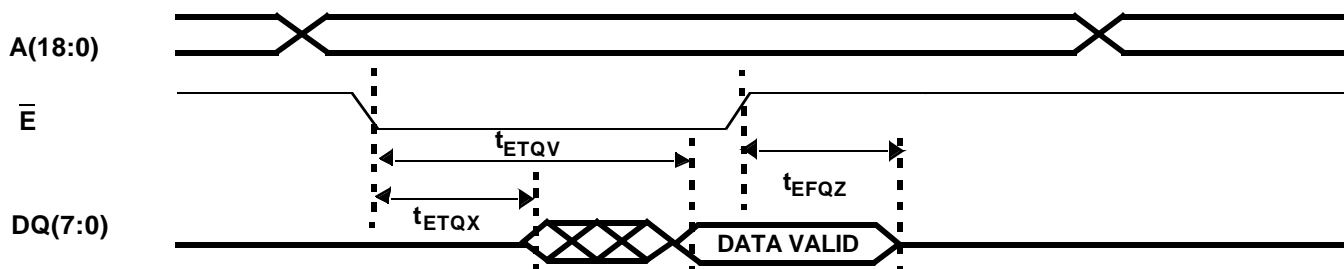 A(18:0)
E
tETQV
tEFQZ
tETQX
DQ(7:0)
DATA VALID